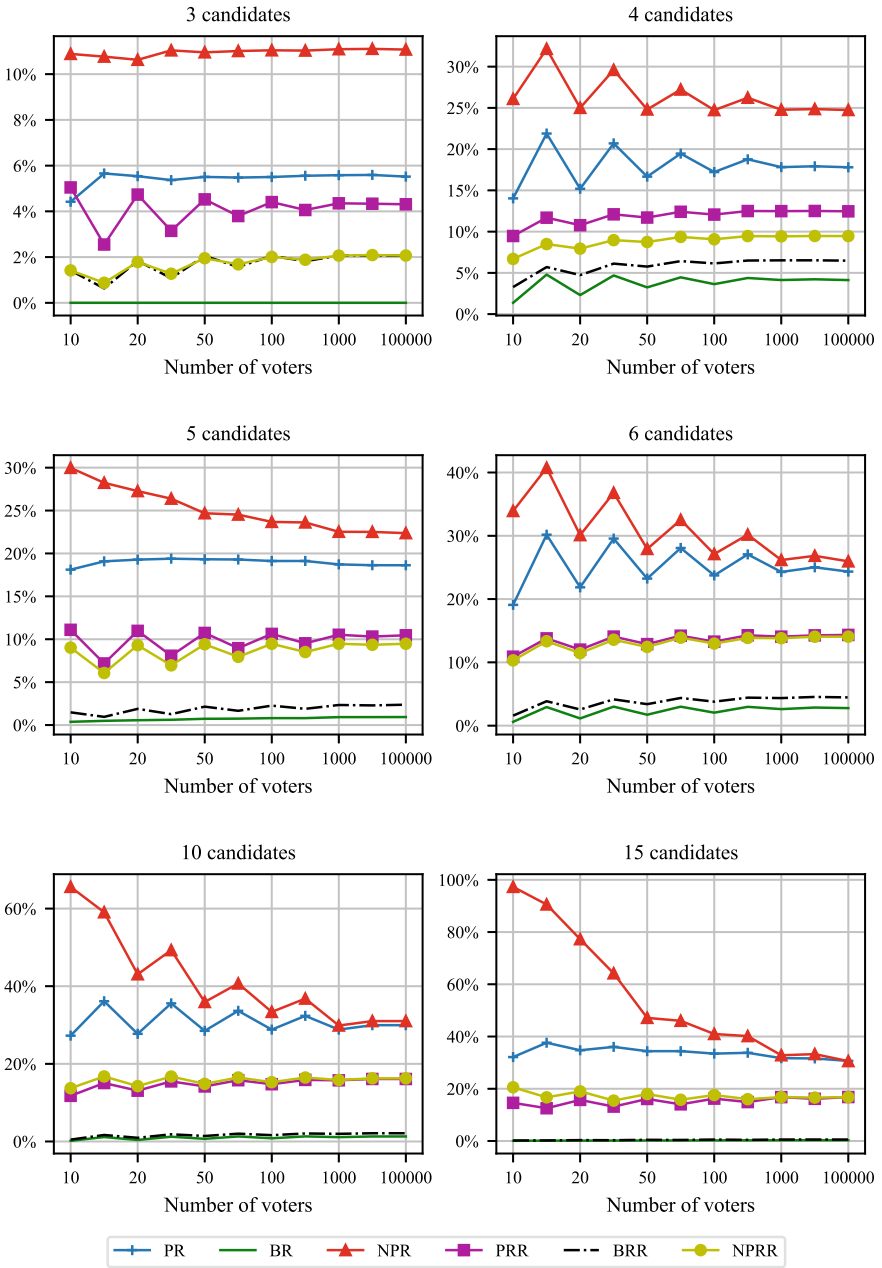 3 candidates
10%
8%
6%
4%
2%
0%
10 20 50 100 1000 100000
Number of voters
4 candidates
30%
25%
20%
15%
10%
5%
0%
10 20 50 100 1000 100000
Number of voters
5 candidates
30%
25%
20%
15%
10%
5%
0%
10 20 50 100 1000 100000
Number of voters
6 candidates
40%
30%
20%
10%
0%
10 20 50 100 1000 100000
Number of voters
10 candidates
60%
40%
20%
0%
10 20 50 100 1000 100000
Number of voters
15 candidates
100%
80%
60%
40%
20%
0%
10 20 50 100 1000 100000
Number of voters
PR BR NPR PRR BRR NPRR